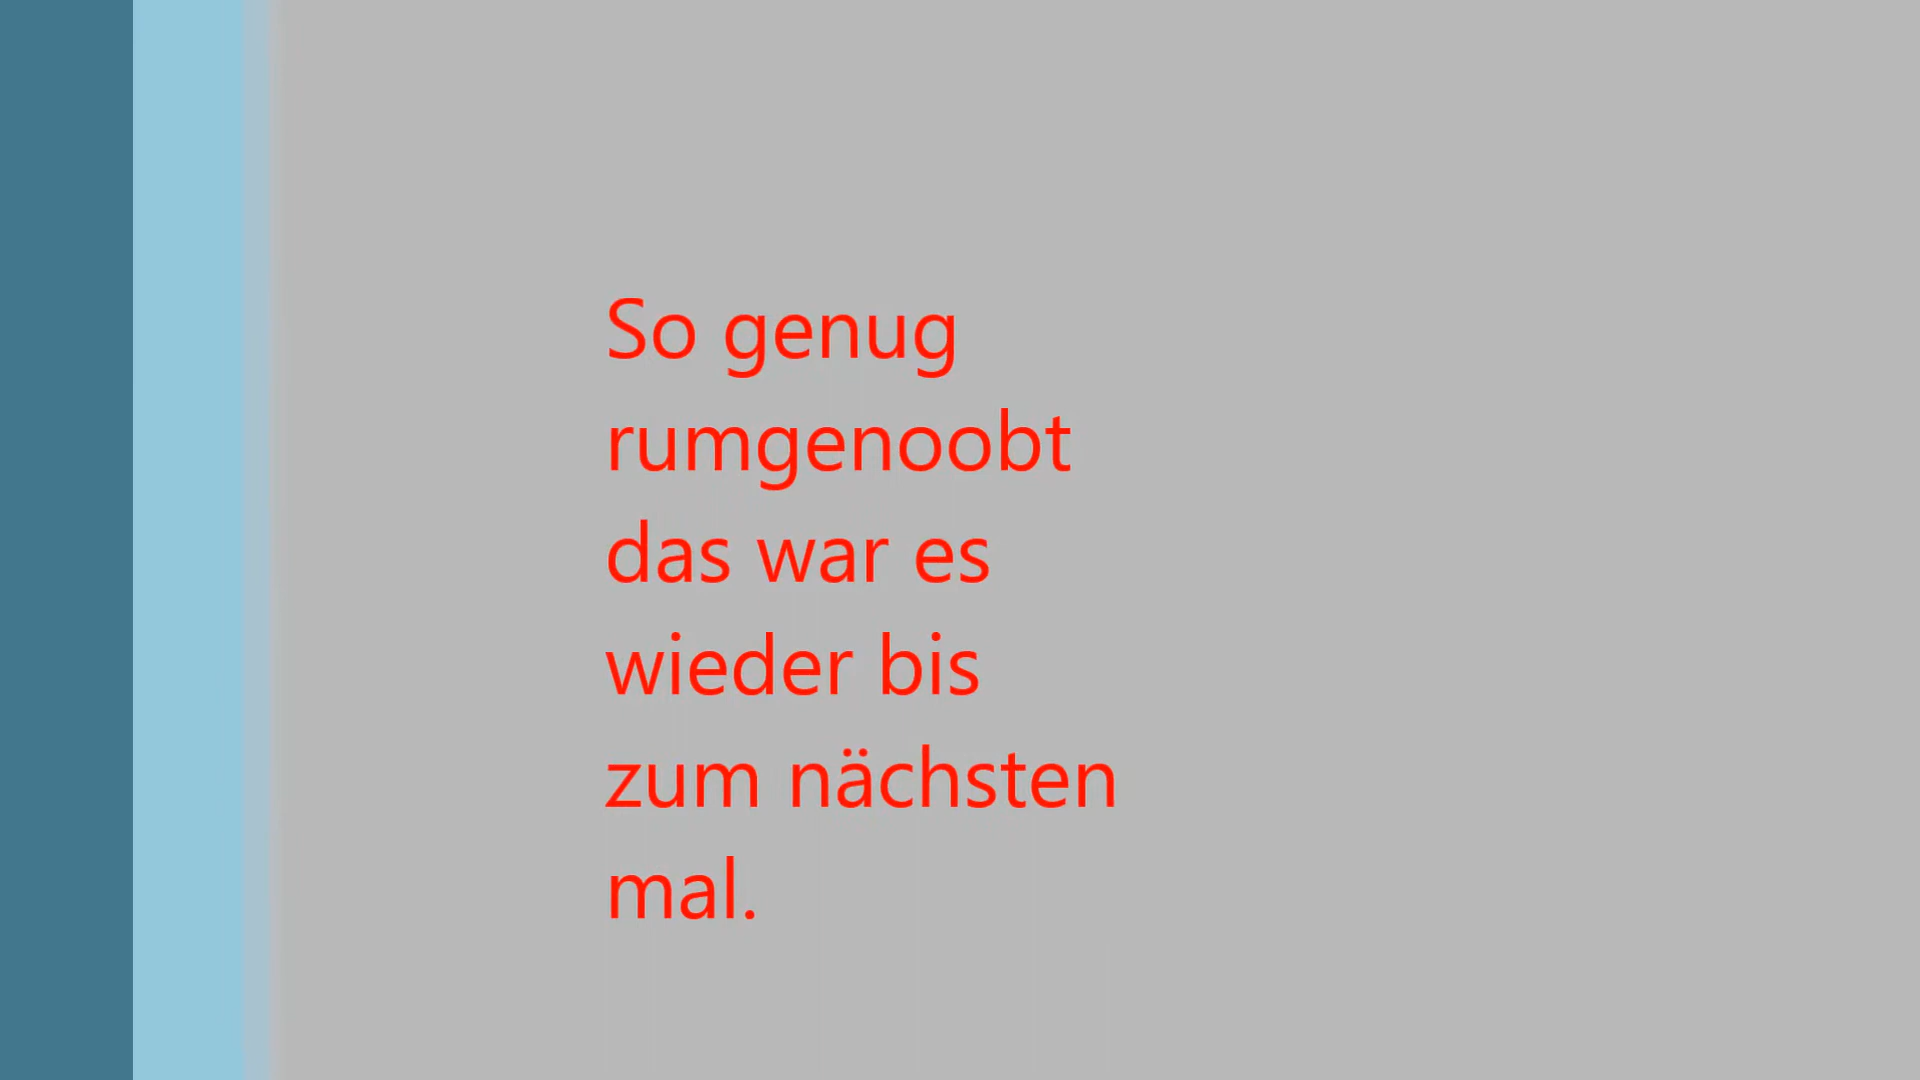 So genug
rumgenoobt
das war es
wieder bis
zum nächsten
mal.